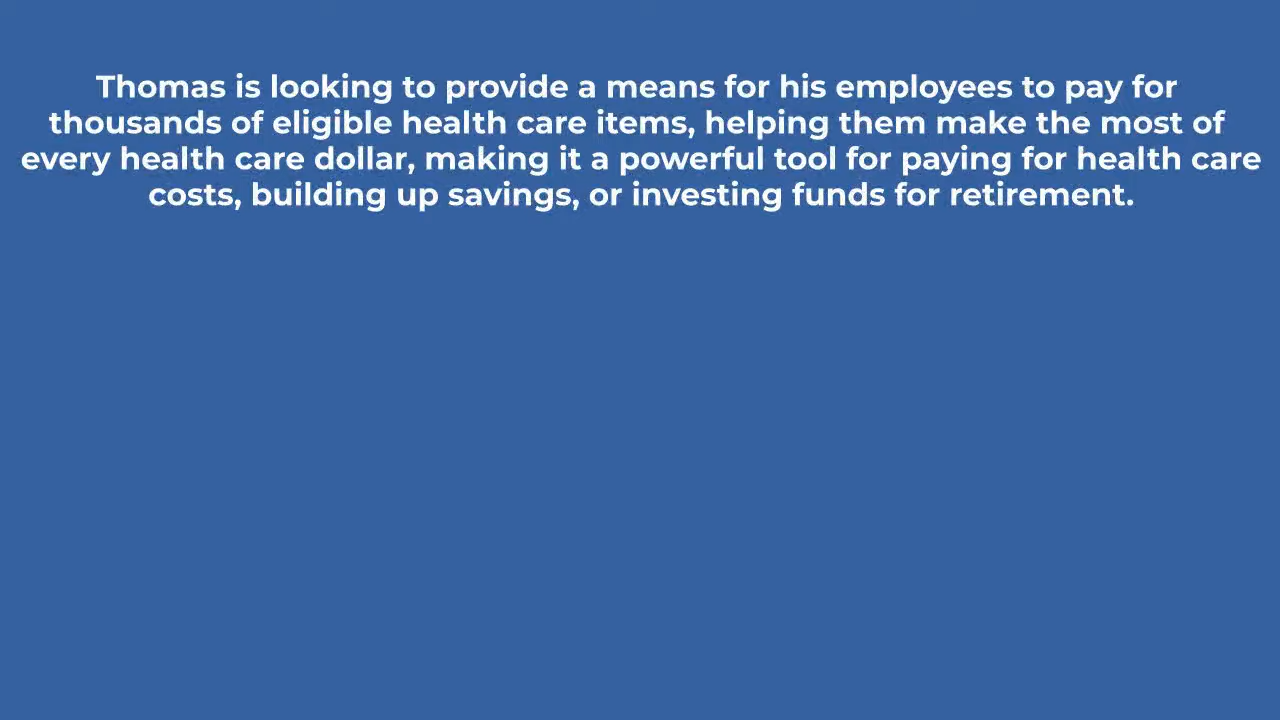 Thomas is looking to provide a means for his employees to pay for
thousands of eligible health care items, helping them make the most of
every health care dollar, making it a powerful tool for paying for health care
costs, building up savings, or investing funds for retirement.